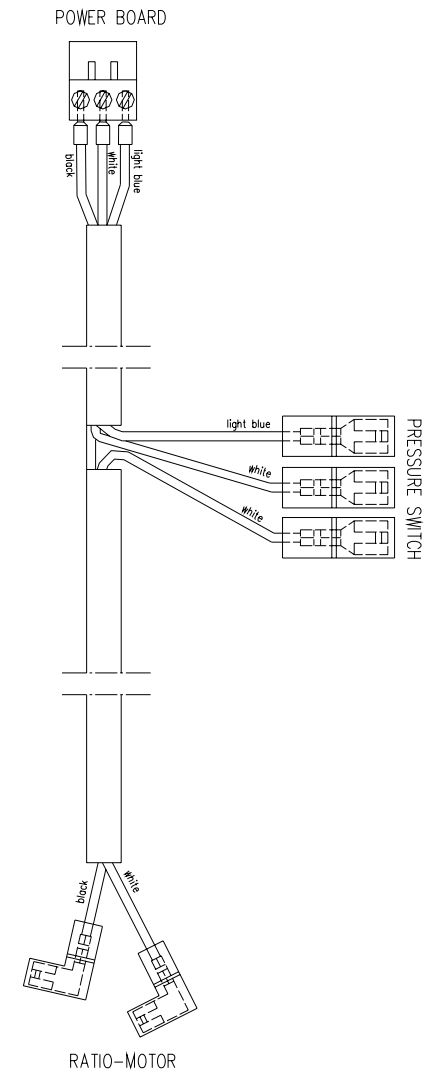 POWER BOARD
black
White
light blue
light blue
White
White
PRESSURE SWITCH
black
White
RATIO-MOTOR